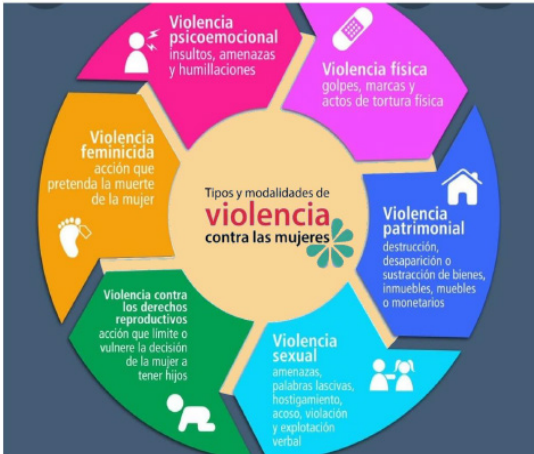 Violencia
psicoemocional
insultos, amenazas
y humillaciones
Violencia física
golpes, marcas y
actos de tortura física
Violencia
patrimonial
destrucción,
desaparición o
sustracción de bienes,
inmuebles, muebles
o monetarios
Violencia
sexual
amenazas,
palabras lascivas,
hostigamiento,
acoso, violación
y explotación
verbal
Violencia contra
los derechos
reproductivos
acción que límite o
vulnere la decisión
de la mujer a
tener hijos
Violencia
feminicida
acción que
pretenda la muerte
de la mujer
Tipos y modalidades de
violencia
contra las mujeres